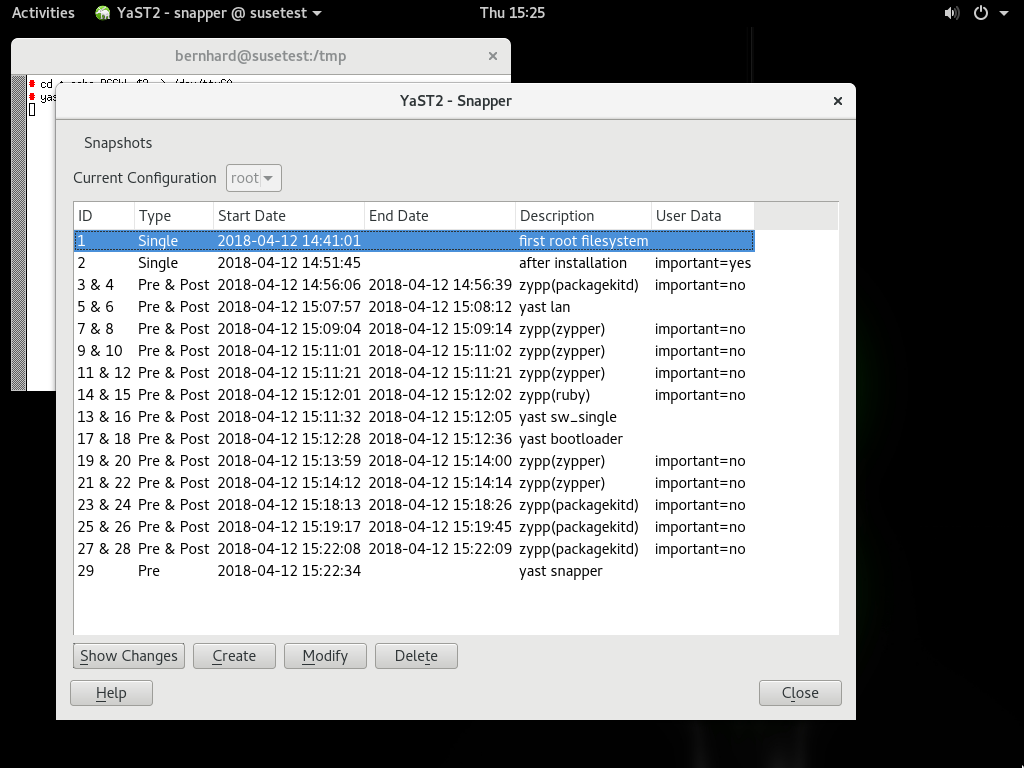 Activities YaST2 - snapper @ susetest Thu 15:25
bernhard@susetest:/tmp
cd
yas
YaST2 - Snapper
Snapshots
Current Configuration root
ID Type Start Date End Date Description User Data
1 Single 2018-04-12 14:41:01 first root filesystem
2 Single 2018-04-12 14:51:45 after installation important=yes
3 & 4 Pre & Post 2018-04-12 14:56:06 2018-04-12 14:56:39 zypp(packagekitd) important=no
5 & 6 Pre & Post 2018-04-12 15:07:57 2018-04-12 15:08:12 yast lan
7 & 8 Pre & Post 2018-04-12 15:09:04 2018-04-12 15:09:14 zypp(zypper) important=no
9 & 10 Pre & Post 2018-04-12 15:11:01 2018-04-12 15:11:02 zypp(zypper) important=no
11 & 12 Pre & Post 2018-04-12 15:11:21 2018-04-12 15:11:21 zypp(zypper) important=no
14 & 15 Pre & Post 2018-04-12 15:12:01 2018-04-12 15:12:02 zypp(ruby) important=no
13 & 16 Pre & Post 2018-04-12 15:11:32 2018-04-12 15:12:05 yast sw_single
17 & 18 Pre & Post 2018-04-12 15:12:28 2018-04-12 15:12:36 yast bootloader
19 & 20 Pre & Post 2018-04-12 15:13:59 2018-04-12 15:14:00 zypp(zypper) important=no
21 & 22 Pre & Post 2018-04-12 15:14:12 2018-04-12 15:14:14 zypp(zypper) important=no
23 & 24 Pre & Post 2018-04-12 15:18:13 2018-04-12 15:18:26 zypp(packagekitd) important=no
25 & 26 Pre & Post 2018-04-12 15:19:17 2018-04-12 15:19:45 zypp(packagekitd) important=no
27 & 28 Pre & Post 2018-04-12 15:22:08 2018-04-12 15:22:09 zypp(packagekitd) important=no
29 Pre 2018-04-12 15:22:34 yast snapper
Show Changes Create Modify Delete
Help Close